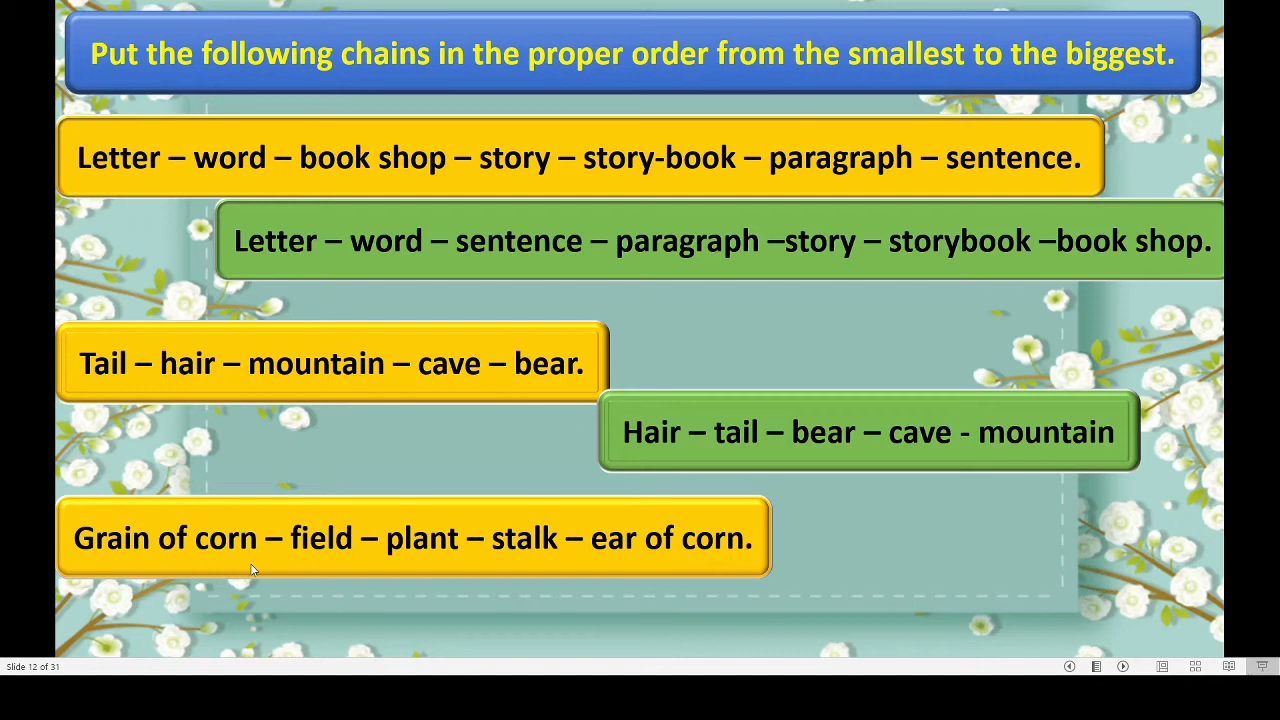 Put the following chains in the proper order from the smallest to the biggest.
Letter – word – book shop – story – story-book – paragraph – sentence.
Letter – word – sentence – paragraph –story – storybook –book shop.
Tail – hair – mountain – cave – bear.
Hair – tail – bear – cave - mountain
Grain of corn – field – plant – stalk – ear of corn.
Slide 12 of 31